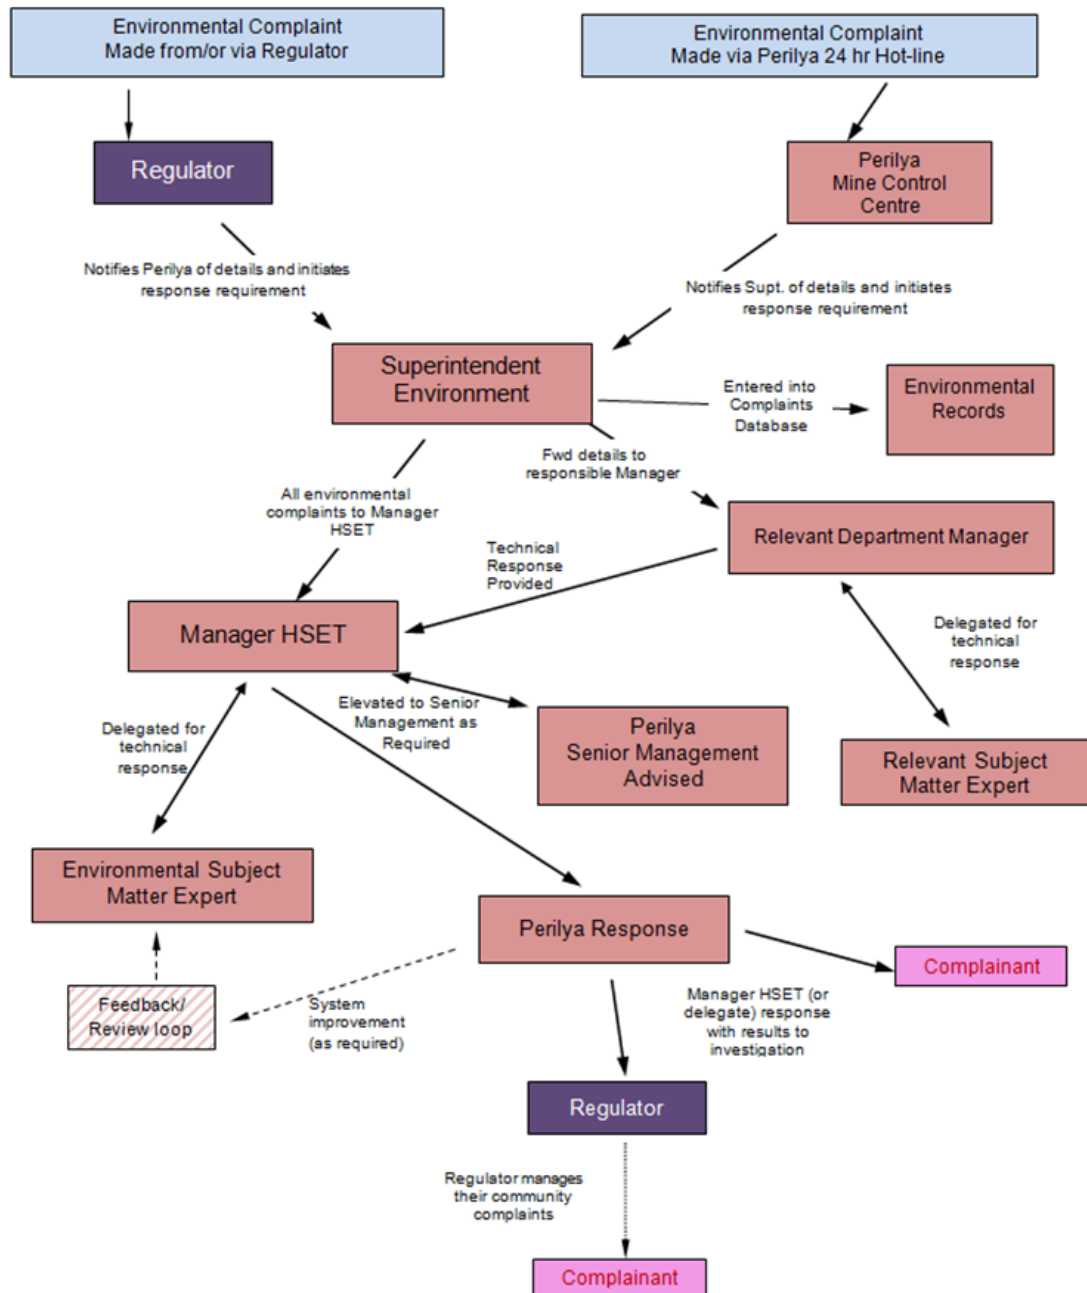 Environmental Complaint
Made from/or via Regulator
Environmental Complaint
Made via Perilya 24 hr Hot-line
Regulator
Perilya
Mine Control
Centre
Notifies Perilya of details and initiates
response requirement
Notifies Supt. of details and initiates
response requirement
Superintendent
Environment
Entered into
Complaints
Database
Environmental
Records
Fwd details to
responsible Manager
All environmental
complaints to Manager
HSET
Technical
Response
Provided
Relevant Department Manager
Manager HSET
Delegated for
technical
response
Elevated to Senior
Management as
Required
Delegated for
technical
response
Perilya
Senior Management
Advised
Relevant Subject
Matter Expert
Environmental Subject
Matter Expert
Perilya Response
Complainant
Feedback/
Review loop
System
improvement
(as required)
Manager HSET (or
delegate) response
with results to
investigation
Regulator
Regulator manages
their community
complaints
Complainant